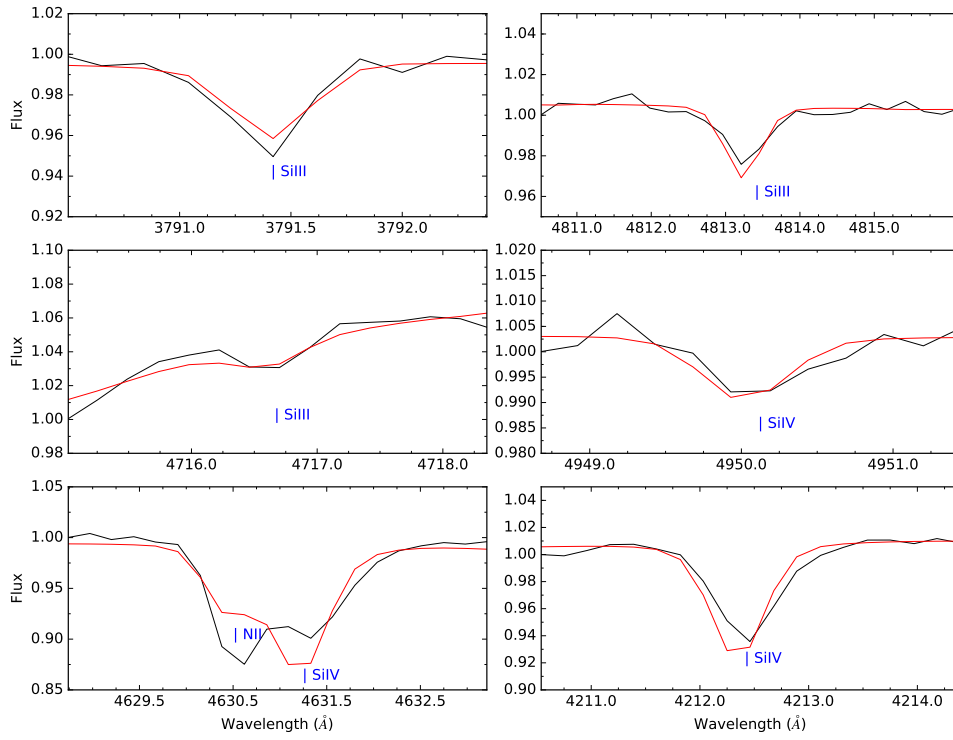 1.00
0.98
0.96
0.94
0.92
Flux
| SiIII
3791.0 3791.5 3792.0
1.04
1.02
1.00
0.98
0.96
| SiIII
4811.0 4812.0 4813.0 4814.0 4815.0
1.10
1.08
1.06
1.04
1.02
1.00
0.98
Flux
| SiIII
4716.0 4717.0 4718.0
1.020
1.015
1.010
1.005
1.000
0.995
0.990
0.985
0.980
| SiIV
4949.0 4950.0 4951.0
1.05
1.00
0.95
0.90
0.85
Flux
| NII
| SiIV
4629.5 4630.5 4631.5 4632.5
Wavelength (Å)
1.04
1.02
1.00
0.98
0.96
0.94
0.92
0.90
| SiIV
4211.0 4212.0 4213.0 4214.0
Wavelength (Å)